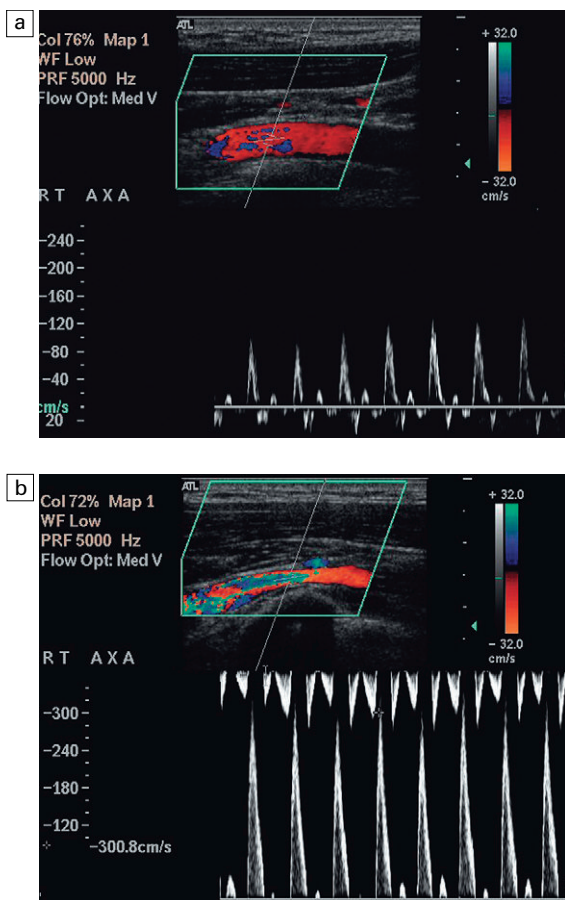 a
ATL
Col 76% Map 1
WF Low
PRF 5000 Hz
Flow Opt: Med V
+ 32.0
- 32.0
cm/s
RT AXA
-240
-200
-160
-120
-80
-40
cm/s
20
b
ATL
Col 72% Map 1
WF Low
PRF 5000 Hz
Flow Opt: Med V
+ 32.0
- 32.0
cm/s
RT AXA
-300
-240
-180
-120
-300.8cm/s